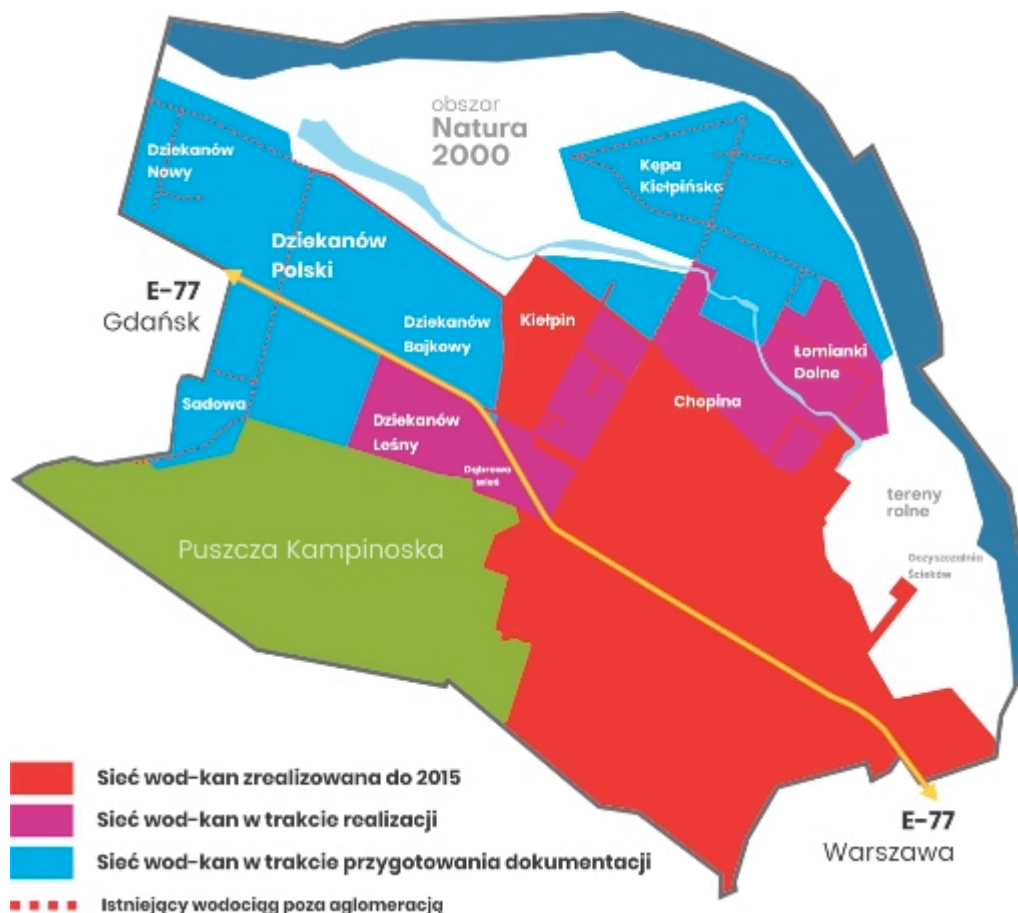 obszar
Natura
2000
Dziekanów
Nowy
Kępa
Kiełpińska
Dziekanów
Polski
E-77
Gdańsk
Dziekanów
Bajkowy
Kiełpin
Łomianki
Dolne
Sadowa
Chopina
Dziekanów
Leśny
Dąbrowa
wieś
tereny
rolne
Oczyszczalnia
Ścieków
Puszcza Kampinoska
Sieć wod-kan zrealizowana do 2015
Sieć wod-kan w trakcie realizacji
Sieć wod-kan w trakcie przygotowania dokumentacji
Istniejący wodociąg poza aglomeracją
E-77
Warszawa